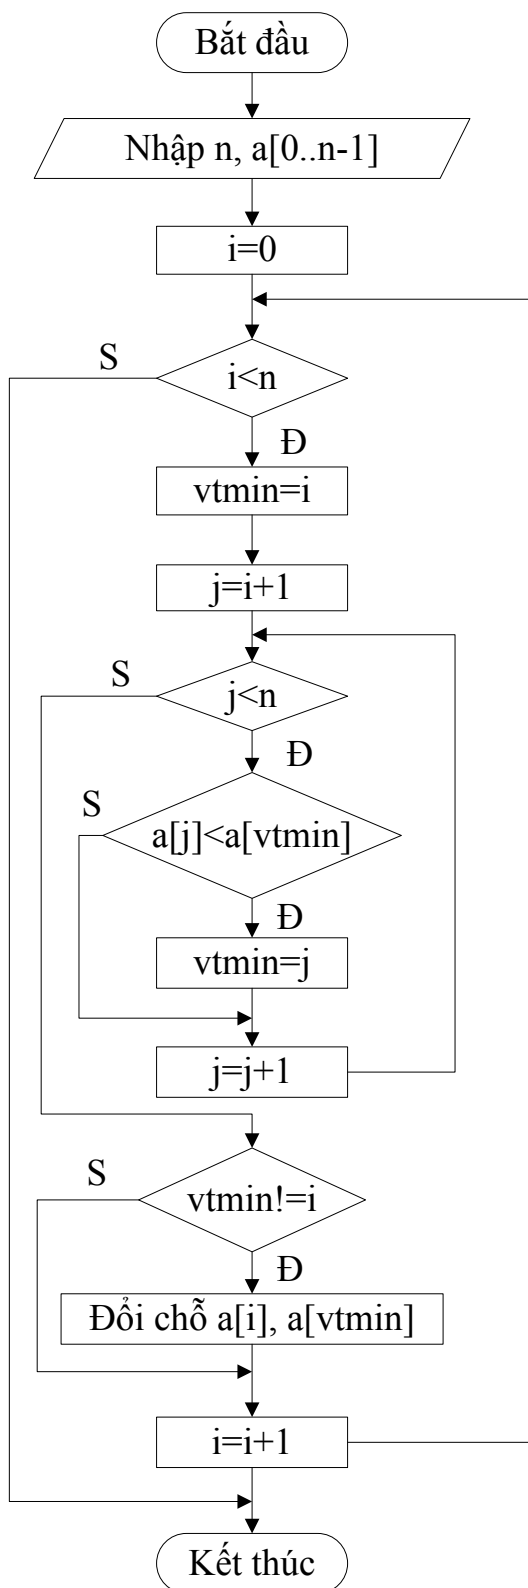 Bắt đầu
Nhập n, a[0..n-1]
i=0
S
i<n
Đ
vtmin=i
j=i+1
S
j<n
Đ
S
a[j]<a[vtmin]
Đ
vtmin=j
j=j+1
S
vtmin!=i
Đ
Đổi chỗ a[i], a[vtmin]
i=i+1
Kết thúc